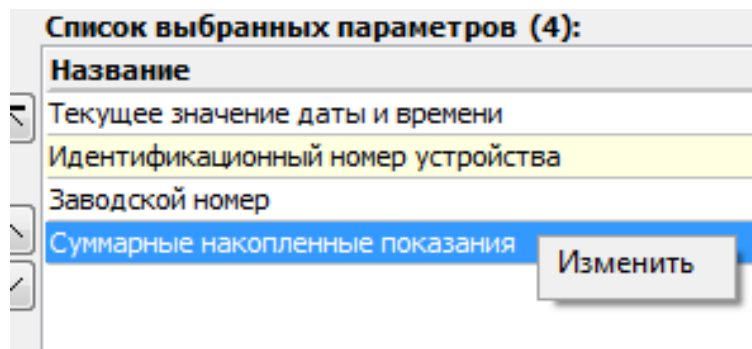 Список выбранных параметров (4):
Название
Текущее значение даты и времени
Идентификационный номер устройства
Заводской номер
Суммарные накопленные показания
Изменить